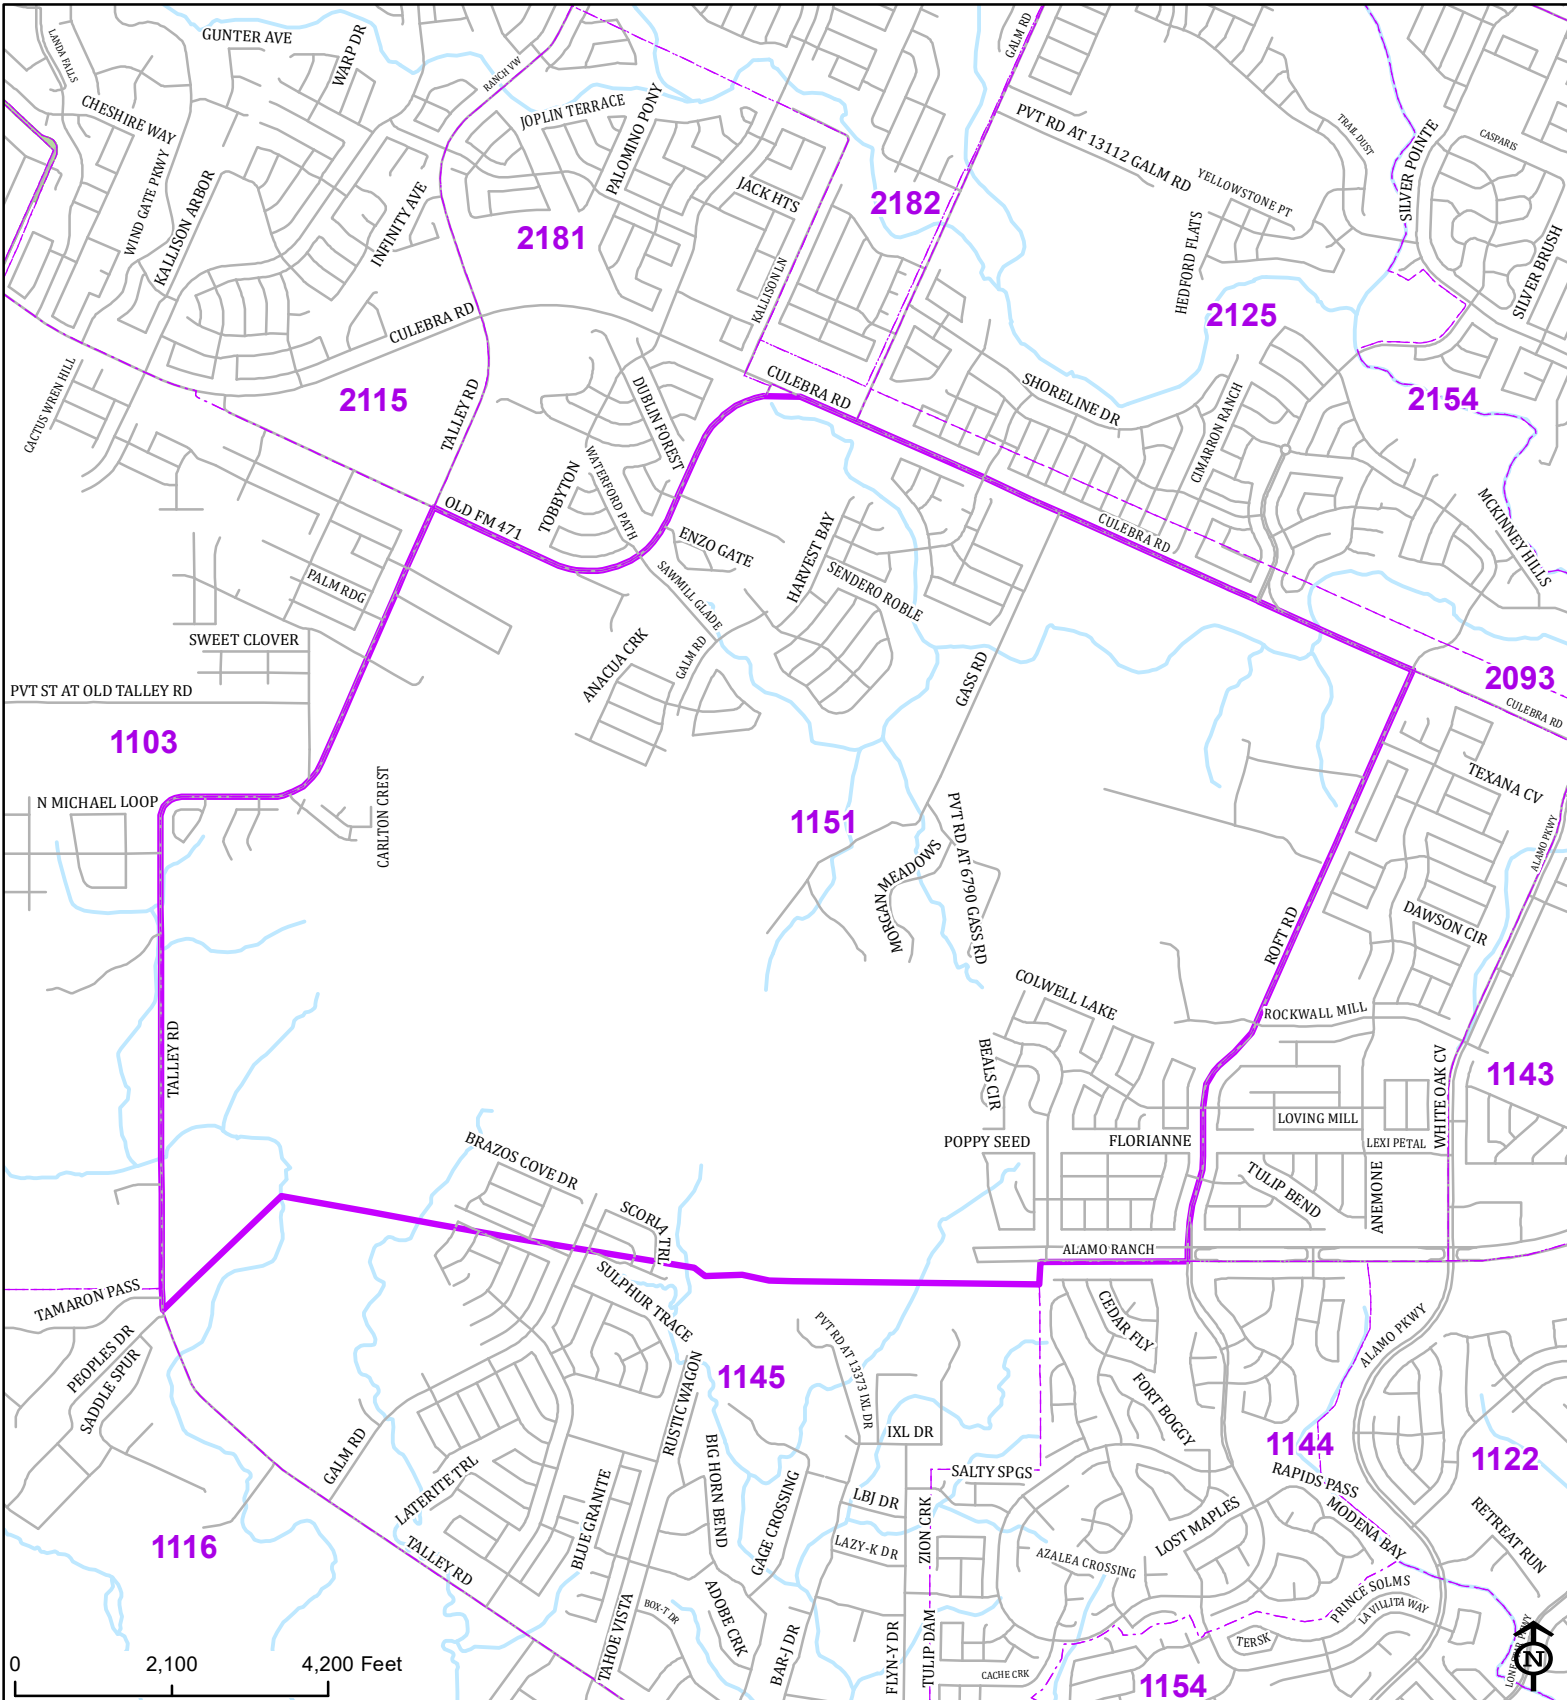 GUNTER AVE
WARP DR
LANDA FALLS
RANCH VW
GALM RD
CHESHIRE WAY
JOPLIN TERRACE
PALOMINO PONY
PVT RD AT 13112 GALM RD
TRAIL DUST
SILVER POINTE
CASPARIS
WIND GATE PKWY
KALLISON ARBOR
INFINITY AVE
JACK HTS
2182
YELLOWSTONE PT
2181
HEDFORD FLATS
SILVER BRUSH
KALLISON LN
CULEBRA RD
2125
CACTUS WREN HILL
2115
TALLEY RD
DUBLIN FOREST
CULEBRA RD
SHORELINE DR
CIMARRON RANCH
2154
WATERFORD PATH
TOBBYTON
OLD FM 471
CULEBRA RD
MCKINNEY HILLS
ENZO GATE
HARVEST BAY
SENDERO ROBLE
PALM RDG
SAWMILL GLADE
SWEET CLOVER
ANACUA CRK
GALM RD
GASS RD
2093
PVT ST AT OLD TALLEY RD
CULEBRA RD
1103
TEXANA CV
N MICHAEL LOOP
CARLTON CREST
1151
PVT RD AT 6790 GASS RD
ALAMO PKWY
MORGAN MEADOWS
ROFT RD
DAWSON CIR
COLWELL LAKE
ROCKWALL MILL
TALLEY RD
BEALS CIR
WHITE OAK CV
1143
LOVING MILL
BRAZOS COVE DR
POPPY SEED
FLORIANNE
LEXI PETAL
TULIP BEND
ANEMONE
SCORIA TRL
ALAMO RANCH
TAMARON PASS
SULPHUR TRACE
CEDAR FLY
ALAMO PKWY
PEOPLES DR
SADDLE SPUR
PVT RD AT 13373 IXL DR
1145
RUSTIC WAGON
FORT BOGGY
IXL DR
1144
1122
GALM RD
BIG HORN BEND
SALTY SPGS
RAPIDS PASS
LATERITE TRL
BLUE GRANITE
GAGE CROSSING
LBJ DR
ZION CRK
LOST MAPLES
MODENA BAY
RETREAT RUN
1116
TALLEY RD
LAZY-K DR
AZALEA CROSSING
ADOBE CRK
BOX-T DR
PRINCE SOLMS
LA VILLITA WAY
TAHOE VISTA
BAR-J DR
FLYN-Y DR
TULIP DAM
TERSK
CACHE CRK
1154
N
0 2,100 4,200 Feet